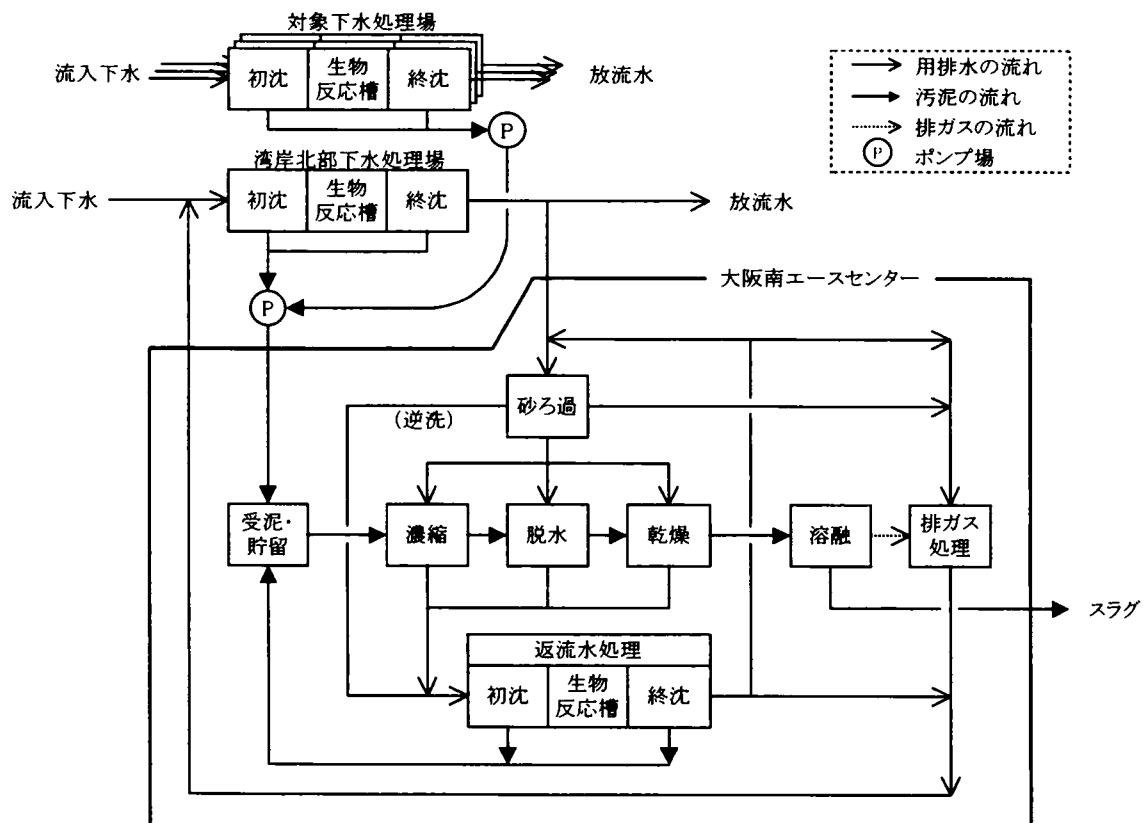 対象下水処理場
流入下水
初沈
生物
反応槽
終沈
放流水
P
用排水の流れ
汚泥の流れ
排ガスの流れ
P
ポンプ場
湾岸北部下水処理場
流入下水
初沈
生物
反応槽
終沈
放流水
P
大阪南エースセンター
砂ろ過
(逆洗)
受泥・
貯留
濃縮
脱水
乾燥
溶融
排ガス
処理
スラグ
返流水処理
初沈
生物
反応槽
終沈